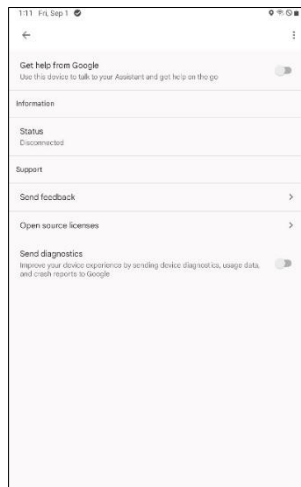 1:11 Fri, Sep 1
Get help from Google
Use this device to talk to your Assistant and get help on the go
Information
Status
Disconnected
Support
Send feedback
Open source licenses
Send diagnostics
Improve your device experience by sending device diagnostics, usage data,
and crash reports to Google